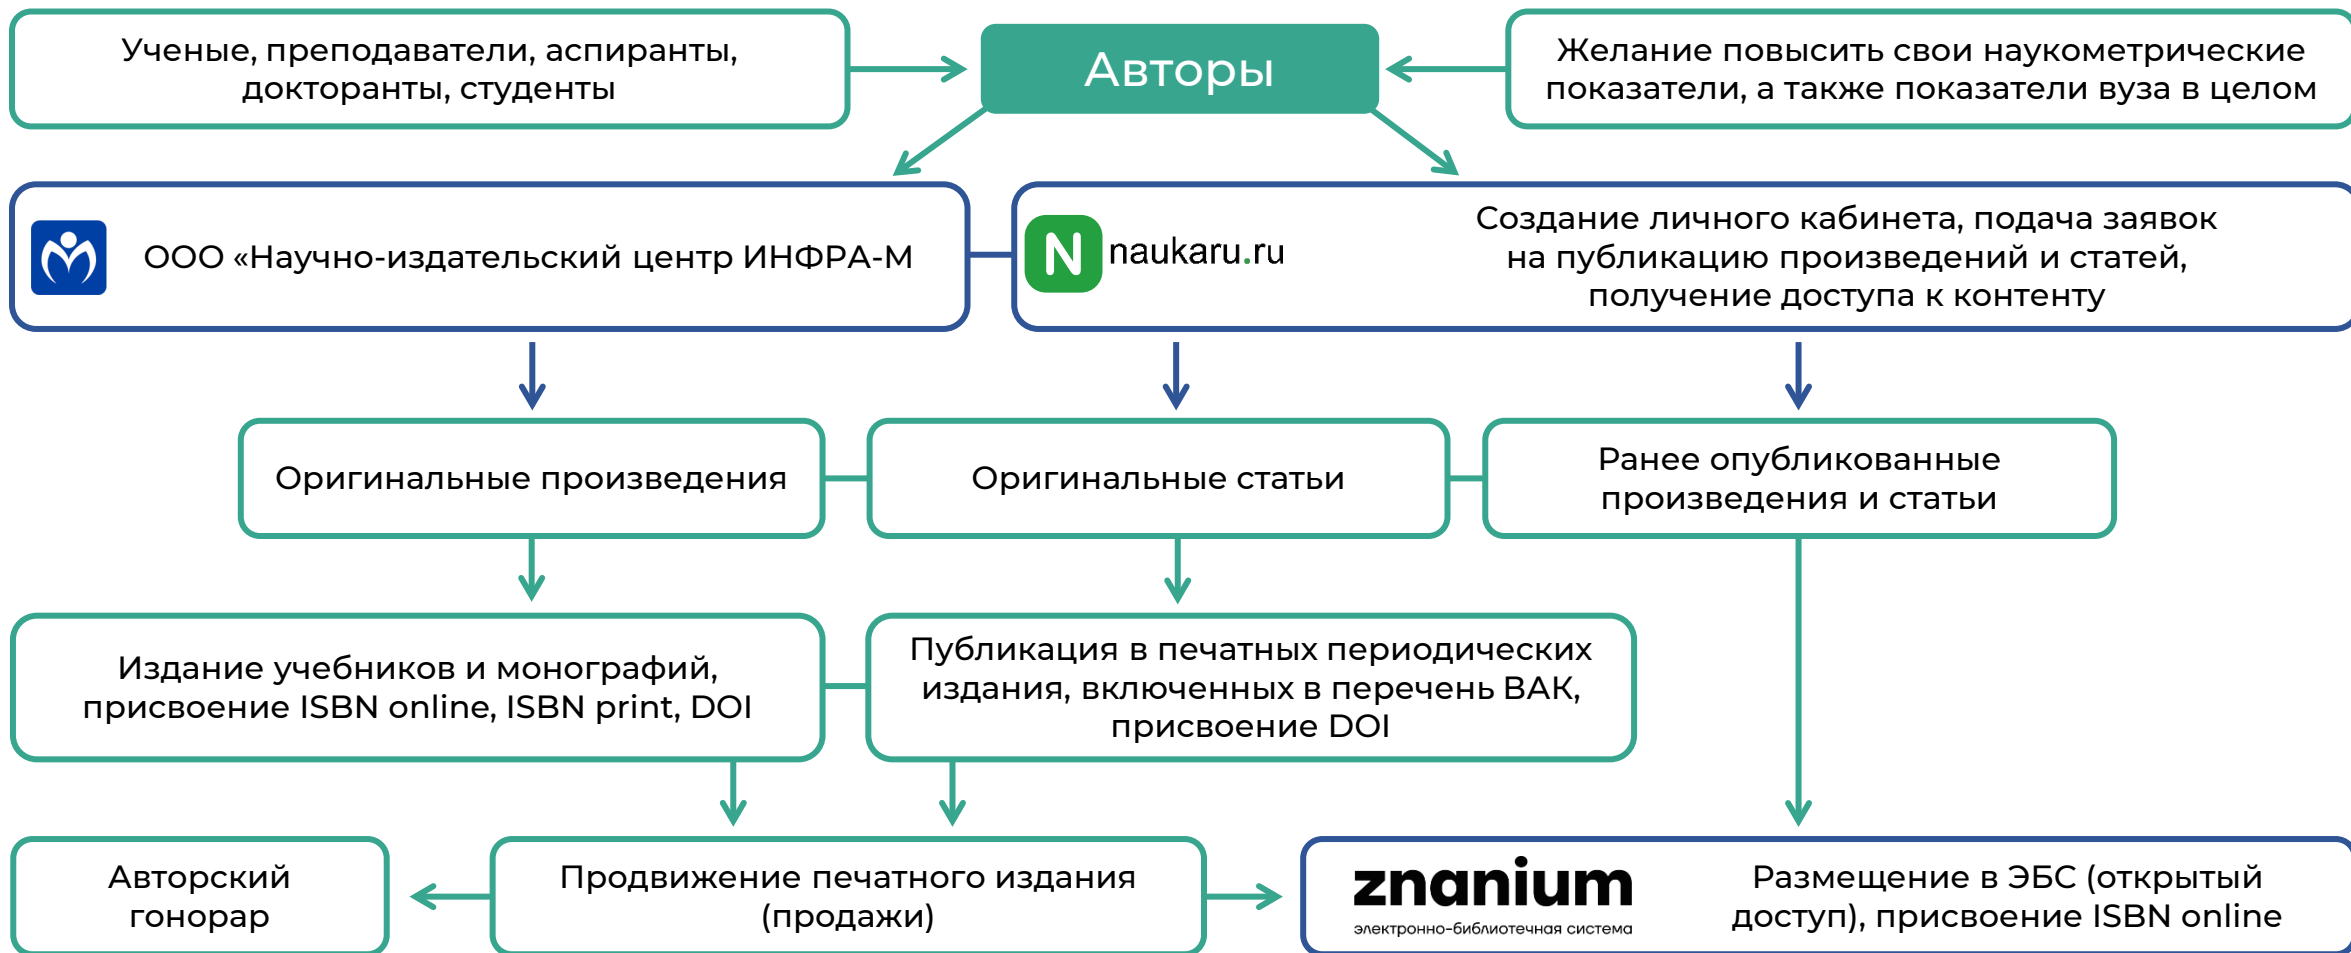 Ученые, преподаватели, аспиранты,
докторанты, студенты
Авторы
Желание повысить свои наукометрические
показатели, а также показатели вуза в целом
ООО «Научно-издательский центр ИНФРА-М
N naukaru.ru
Создание личного кабинета, подача заявок
на публикацию произведений и статей,
получение доступа к контенту
Оригинальные произведения
Оригинальные статьи
Ранее опубликованные
произведения и статьи
Издание учебников и монографий,
присвоение ISBN online, ISBN print, DOI
Публикация в печатных периодических
издания, включенных в перечень ВАК,
присвоение DOI
Авторский
гонорар
Продвижение печатного издания
(продажи)
znanium
электронно-библиотечная система
Размещение в ЭБС (открытый
доступ), присвоение ISBN online